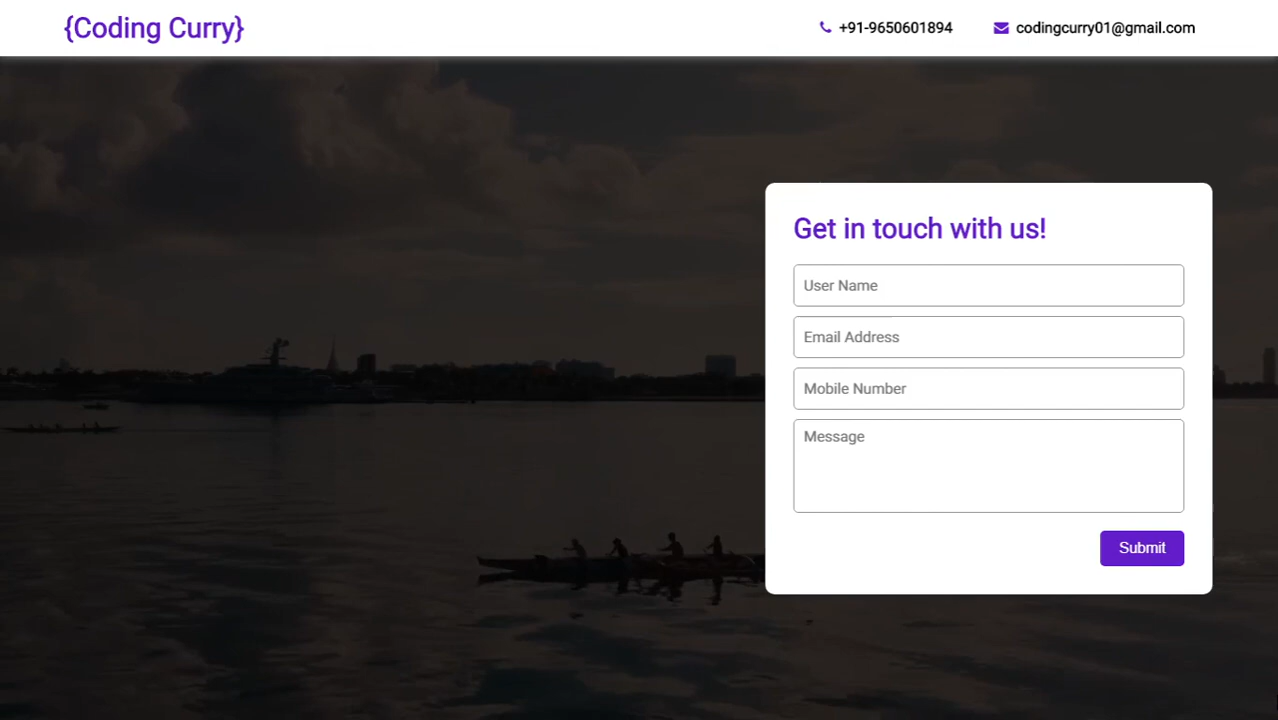 {Coding Curry}
+91-9650601894
codingcurry01@gmail.com
Get in touch with us!
User Name
Email Address
Mobile Number
Message
Submit